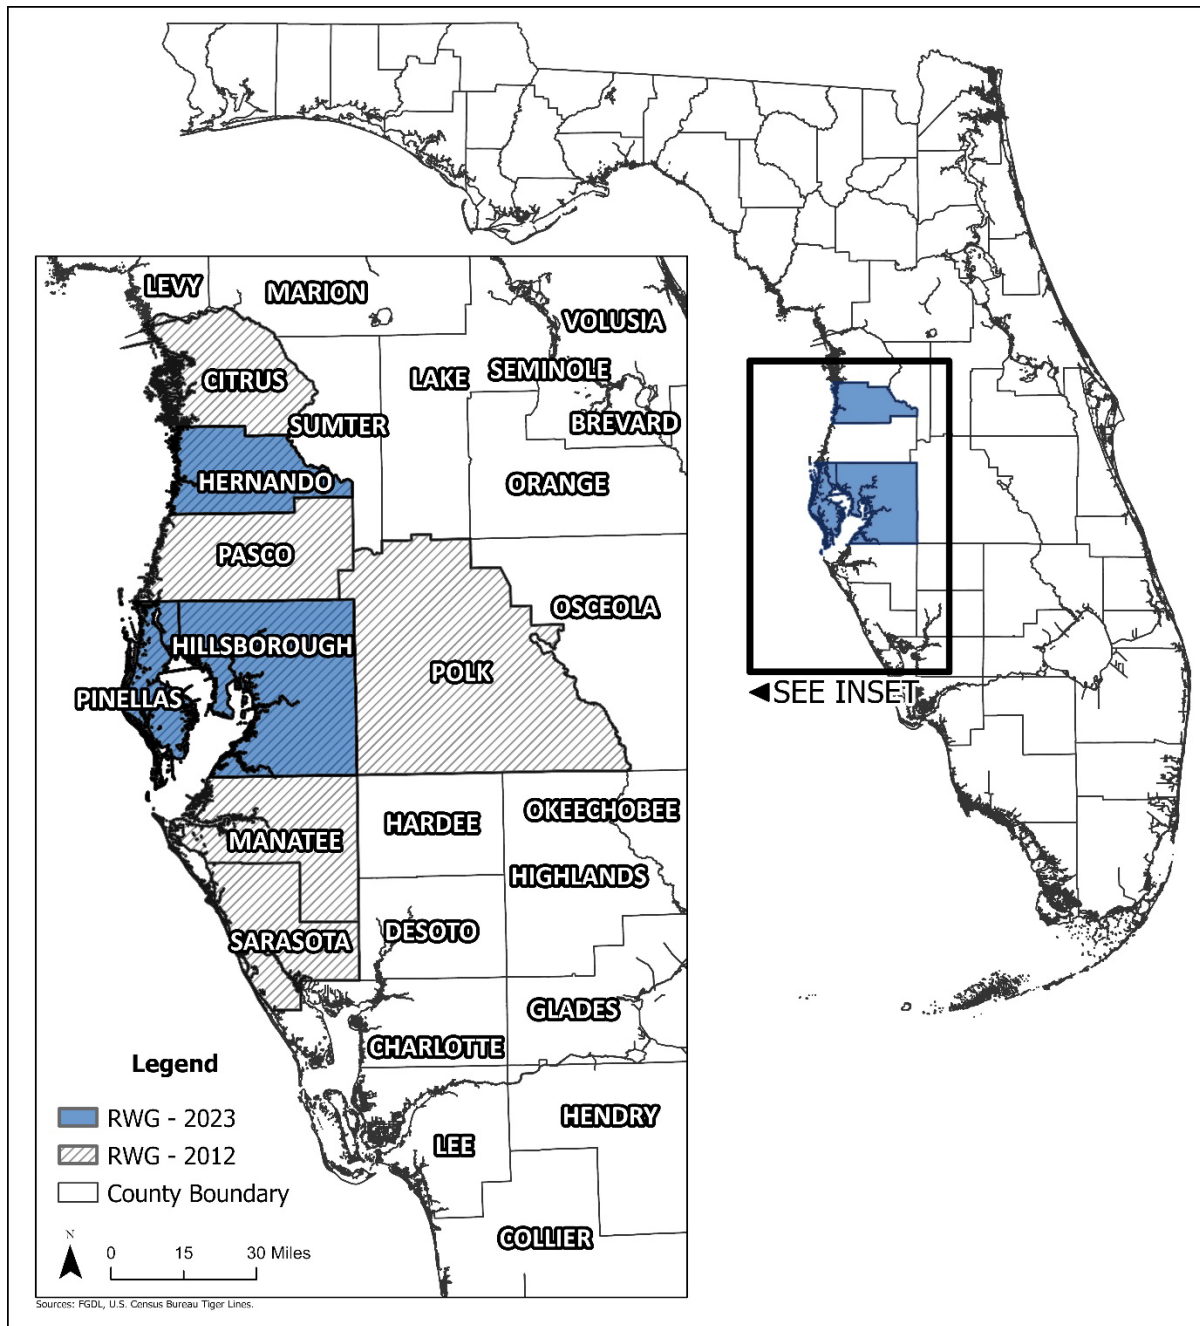 LEVY
MARION
VOLUSIA
CITRUS
LAKE
SEMINOLE
SUMTER
BREVARD
HERNANDO
ORANGE
PASCO
OSCEOLA
HILLSBOROUGH
POLK
PINELLAS
◄SEE INSET
HARDEE
OKEECHOBEE
MANATEE
HIGHLANDS
SARASOTA
DESOTO
GLADES
CHARLOTTE
Legend
RWG - 2023
RWG - 2012
County Boundary
HENDRY
LEE
COLLIER
N
0 15 30 Miles
Sources: FGDL, U.S. Census Bureau Tiger Lines.